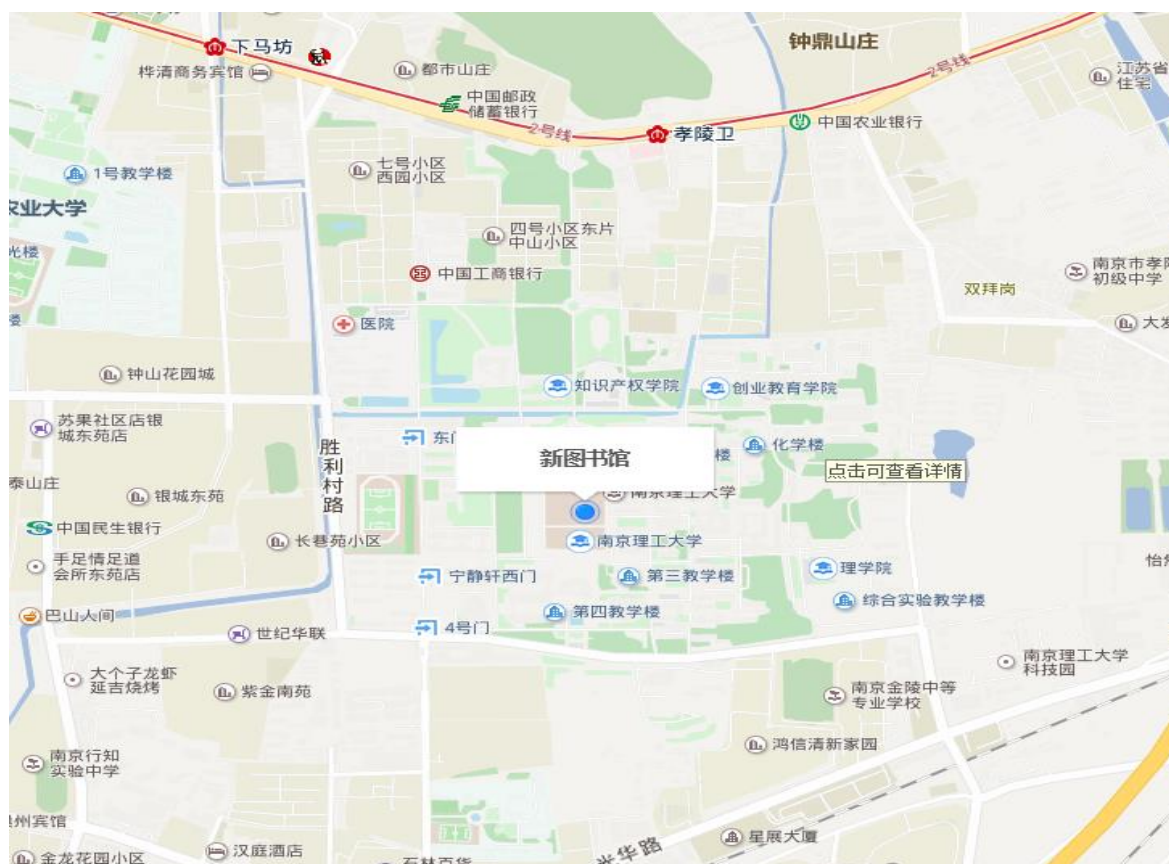 下马坊
桦清商务宾馆
都市山庄
中国邮政
储蓄银行
2号线
孝陵卫
钟鼎山庄
2号线
中国农业银行
江苏省
住宅
1号教学楼
农业大学
七号小区
西园小区
四号小区东片
中山小区
中国工商银行
双拜岗
南京市孝陵
初级中学
大发
光楼
楼
医院
钟山花园城
知识产权学院
创业教育学院
苏果社区店银
城东苑店
东门
新图书馆
楼
化学楼
点击可查看详情
胜利村路
泰山庄
银城东苑
南京理工大学
中国民生银行
长巷苑小区
南京理工大学
手足情足道
会所东苑店
宁静轩西门
第三教学楼
理学院
怡然
巴山人间
第四教学楼
综合实验教学楼
世纪华联
4号门
大个子龙虾
延吉烧烤
紫金南苑
南京理工大学
科技园
南京金陵中等
专业学校
南京行知
实验中学
鸿信清新家园
州宾馆
星展大厦
光华路
金龙花园小区
汉庭酒店
石林百货